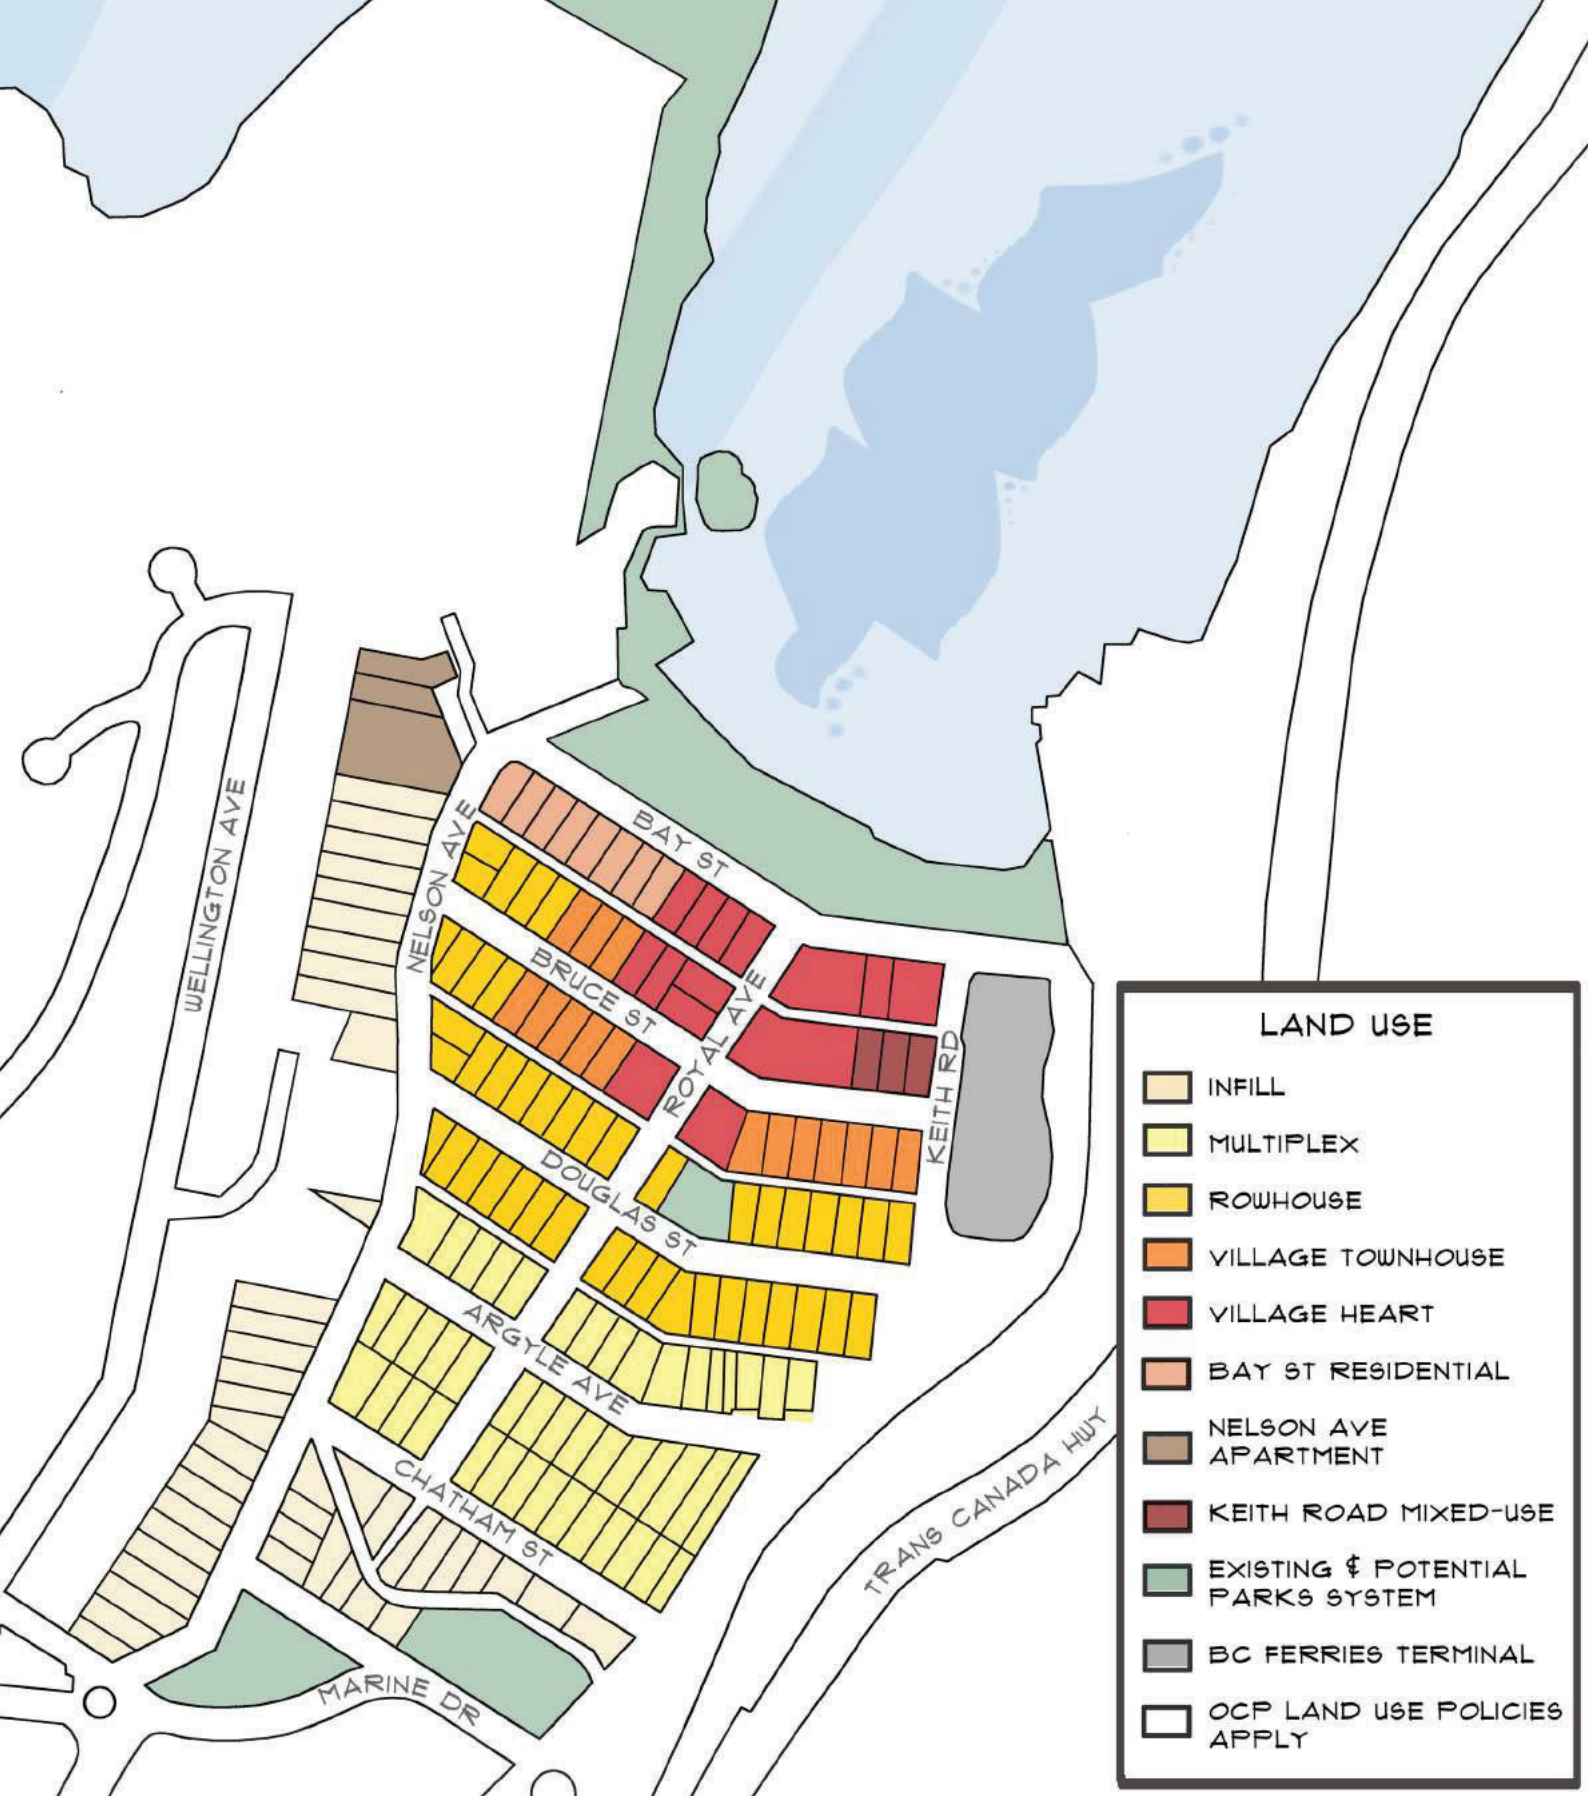 WELLINGTON AVE
NELSON AVE
BAY ST
BRUCE ST
ROYAL AVE
KEITH RD
DOUGLAS ST
ARGYLE AVE
CHATHAM ST
MARINE DR
TRANS CANADA HWY
LAND USE
INFILL
MULTIPLEX
ROWHOUSE
VILLAGE TOWNHOUSE
VILLAGE HEART
BAY ST RESIDENTIAL
NELSON AVE
APARTMENT
KEITH ROAD MIXED-USE
EXISTING & POTENTIAL
PARKS SYSTEM
BC FERRIES TERMINAL
OCP LAND USE POLICIES
APPLY